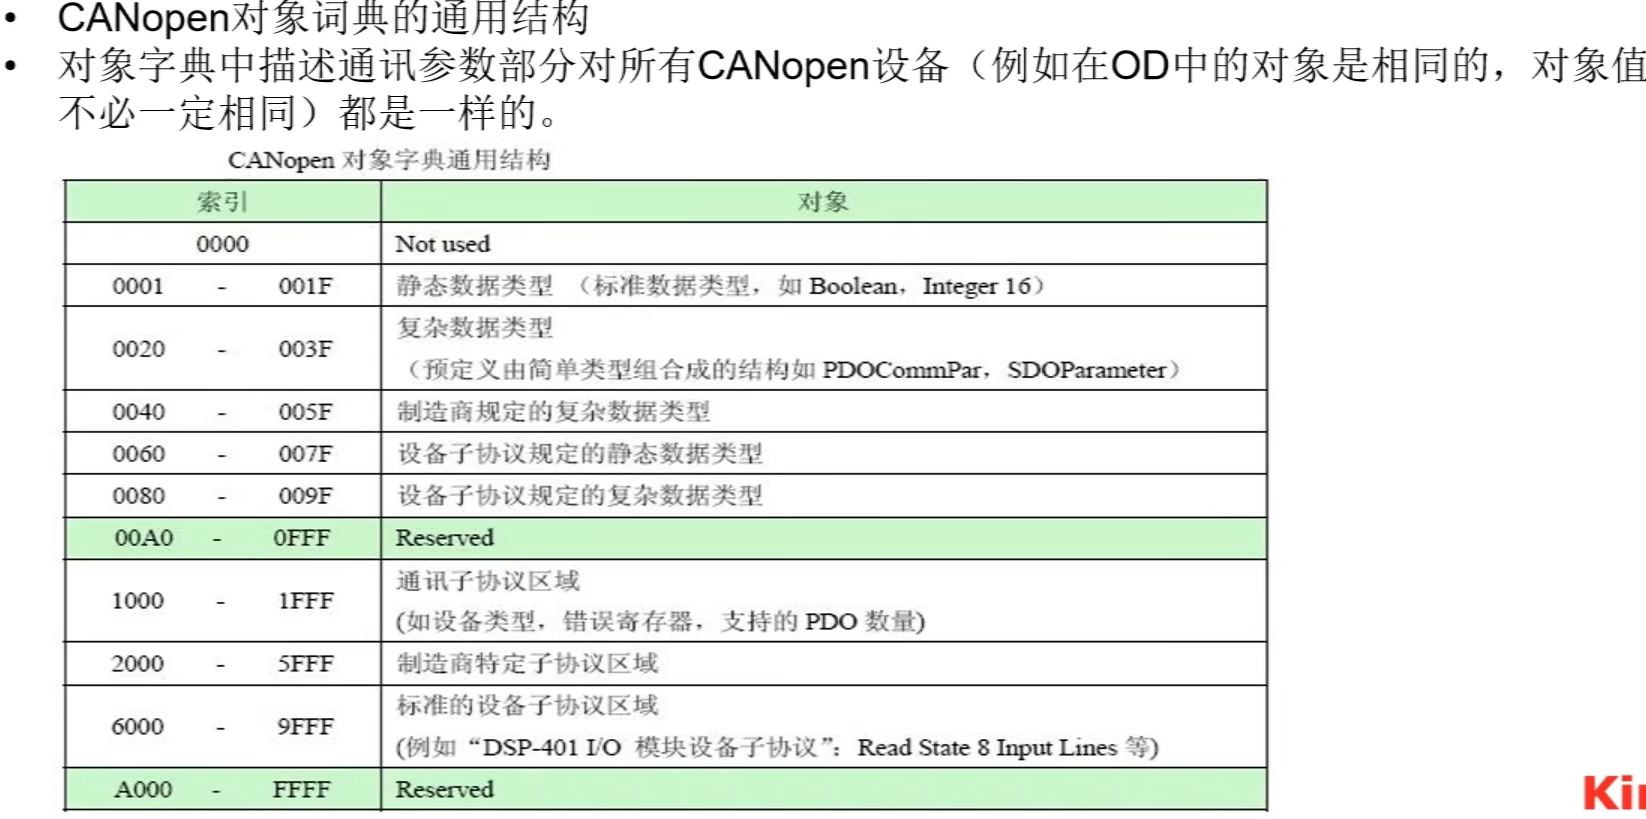 • CANopen对象词典的通用结构
• 对象字典中描述通讯参数部分对所有CANopen设备（例如在OD中的对象是相同的，对象值
不必一定相同）都是一样的。
CANopen 对象字典通用结构
索引 对象
0000 Not used
0001 - 001F 静态数据类型 （标准数据类型，如 Boolean，Integer 16）
0020 - 003F 复杂数据类型
（预定义由简单类型组合成的结构如 PDOCommPar，SDOParameter）
0040 - 005F 制造商规定的复杂数据类型
0060 - 007F 设备子协议规定的静态数据类型
0080 - 009F 设备子协议规定的复杂数据类型
00A0 - 0FFF Reserved
1000 - 1FFF 通讯子协议区域
(如设备类型，错误寄存器，支持的 PDO 数量)
2000 - 5FFF 制造商特定子协议区域
6000 - 9FFF 标准的设备子协议区域
(例如“DSP-401 I/O 模块设备子协议”：Read State 8 Input Lines 等)
A000 - FFFF Reserved